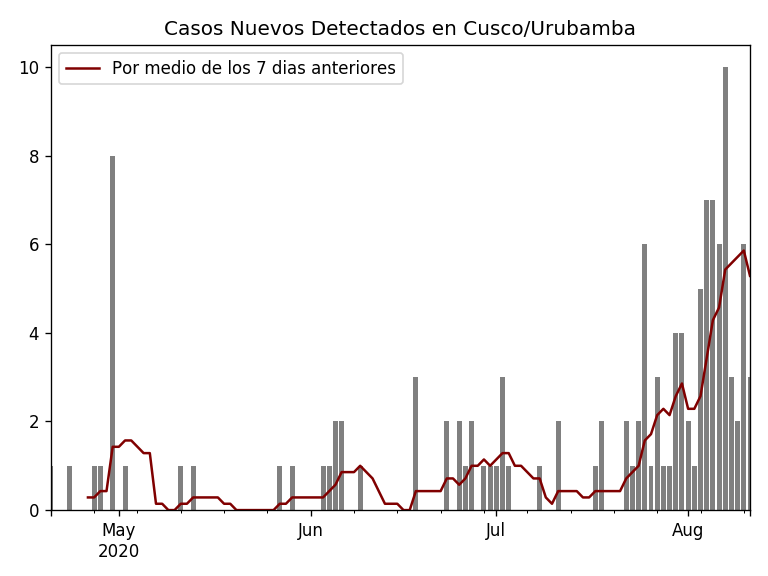 Casos Nuevos Detectados en Cusco/Urubamba
Por medio de los 7 dias anteriores
10
8
6
4
2
0
May Jun Jul Aug
2020